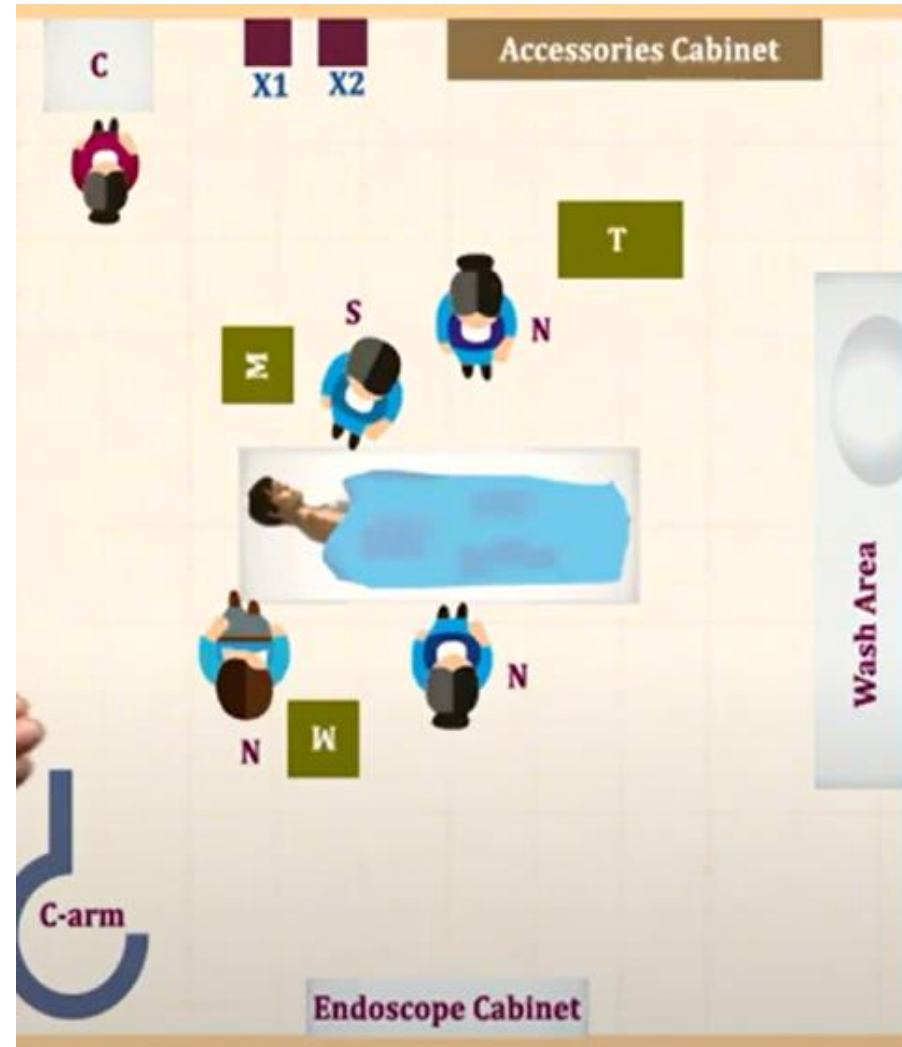 C
X1
X2
Accessories Cabinet
T
S
N
M
Wash Area
N
N
M
C-arm
Endoscope Cabinet